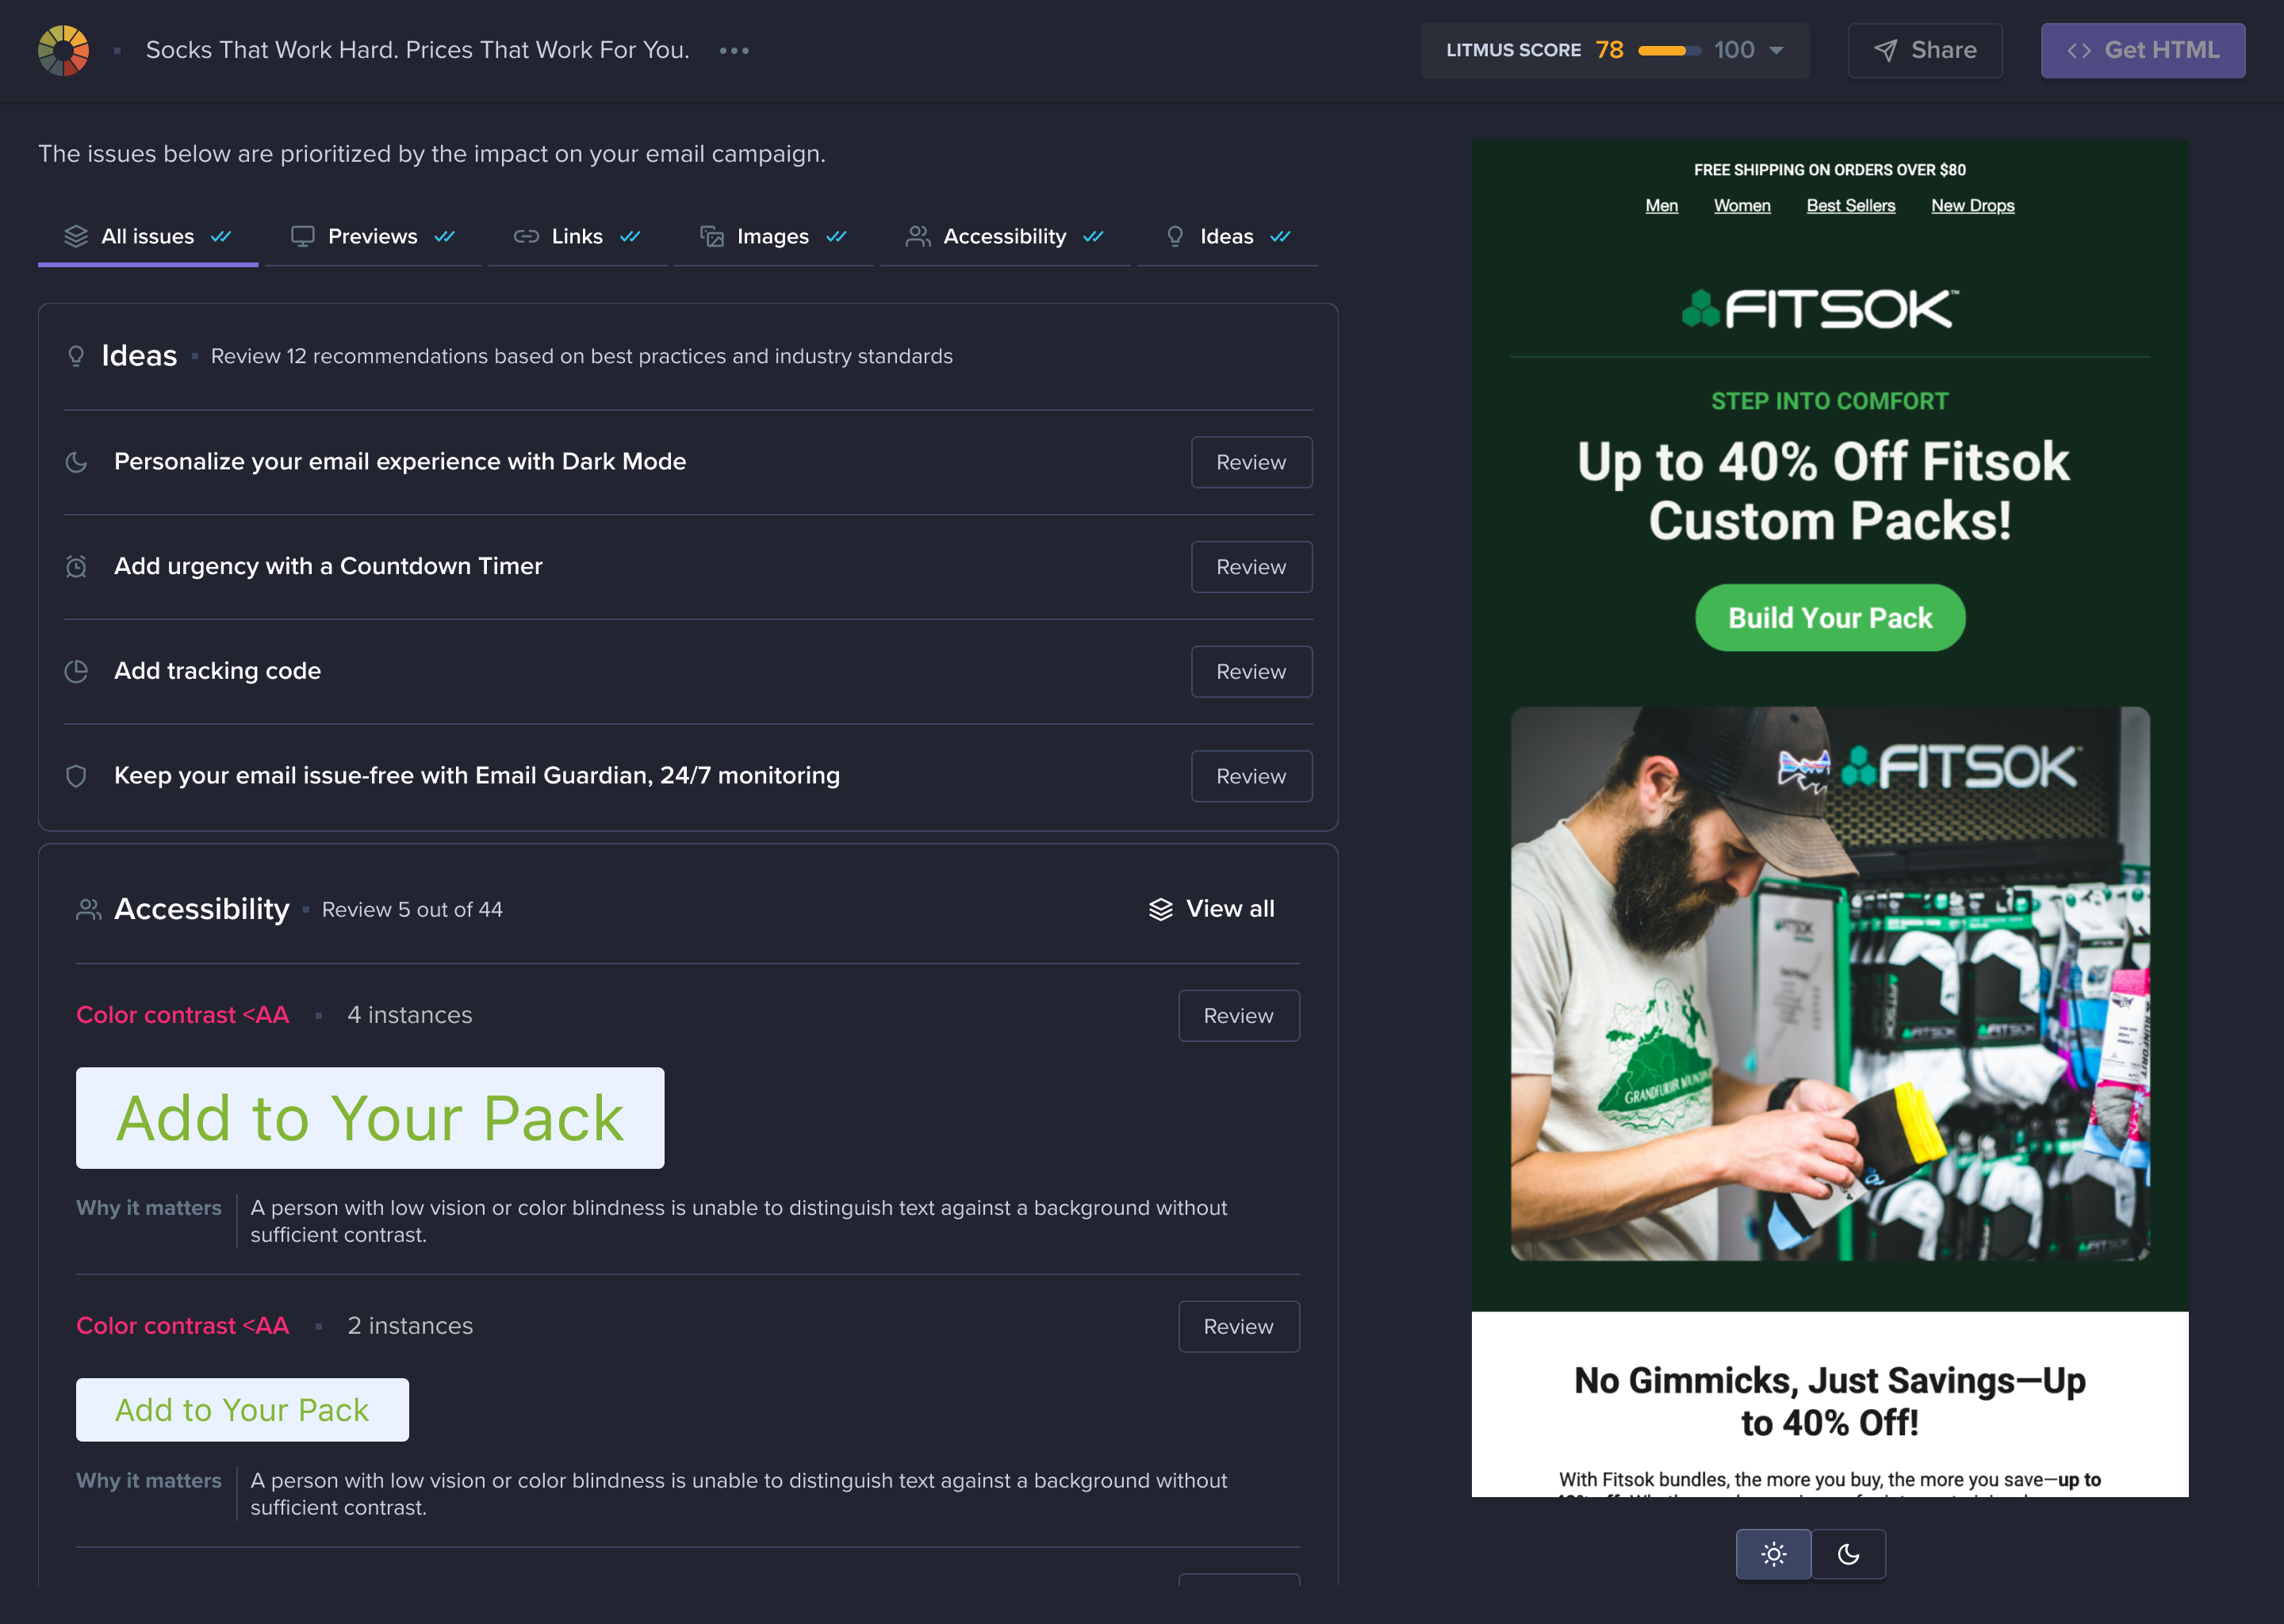 Socks That Work Hard. Prices That Work For You.
LITMUS SCORE 78 100
Share
Get HTML
The issues below are prioritized by the impact on your email campaign.
All issues
Previews
Links
Images
Accessibility
Ideas
Ideas
Review 12 recommendations based on best practices and industry standards
Personalize your email experience with Dark Mode
Review
Add urgency with a Countdown Timer
Review
Add tracking code
Review
Keep your email issue-free with Email Guardian, 24/7 monitoring
Review
Accessibility
Review 5 out of 44
View all
Color contrast <AA
4 instances
Review
Add to Your Pack
Why it matters
A person with low vision or color blindness is unable to distinguish text against a background without
sufficient contrast.
Color contrast <AA
2 instances
Review
Add to Your Pack
Why it matters
A person with low vision or color blindness is unable to distinguish text against a background without
sufficient contrast.
FREE SHIPPING ON ORDERS OVER $80
Men Women Best Sellers New Drops
FITSOK™
STEP INTO COMFORT
Up to 40% Off Fitsok
Custom Packs!
Build Your Pack
FITSOK
FITSOK
FITSOK
No Gimmicks, Just Savings—Up
to 40% Off!
With Fitsok bundles, the more you buy, the more you save—up to